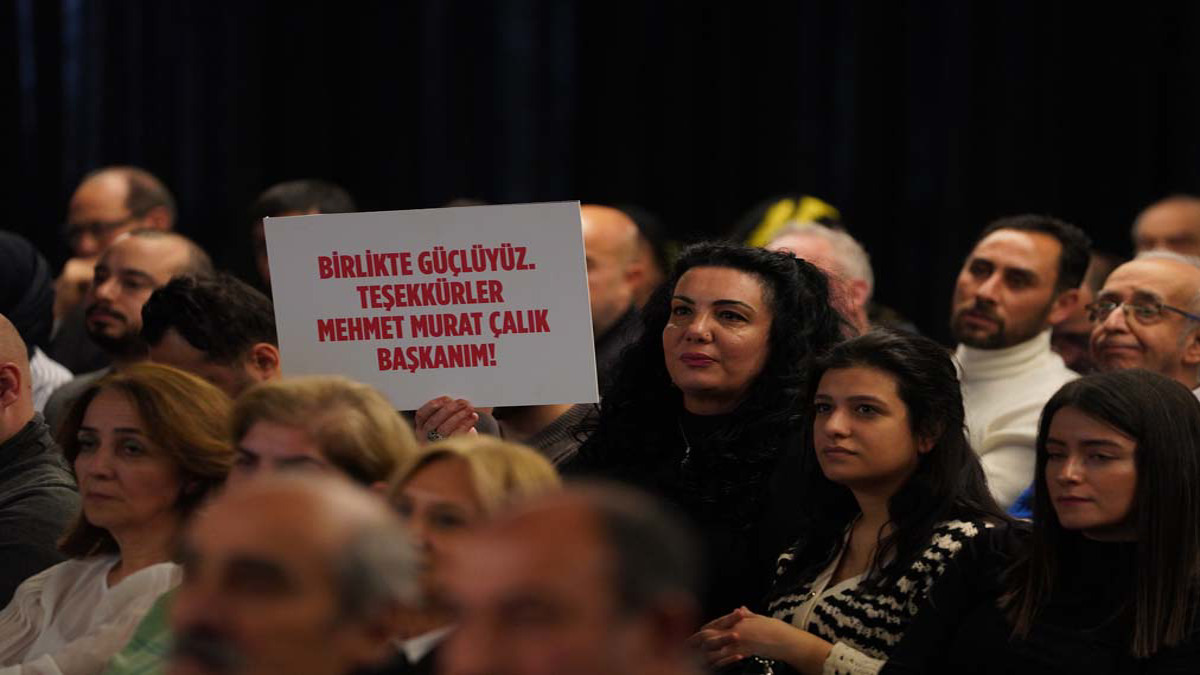 BİRLİKTE GÜÇLÜYÜZ.
TEŞEKKÜRLER
MEHMET MURAT ÇALIK
BAŞKANIM!